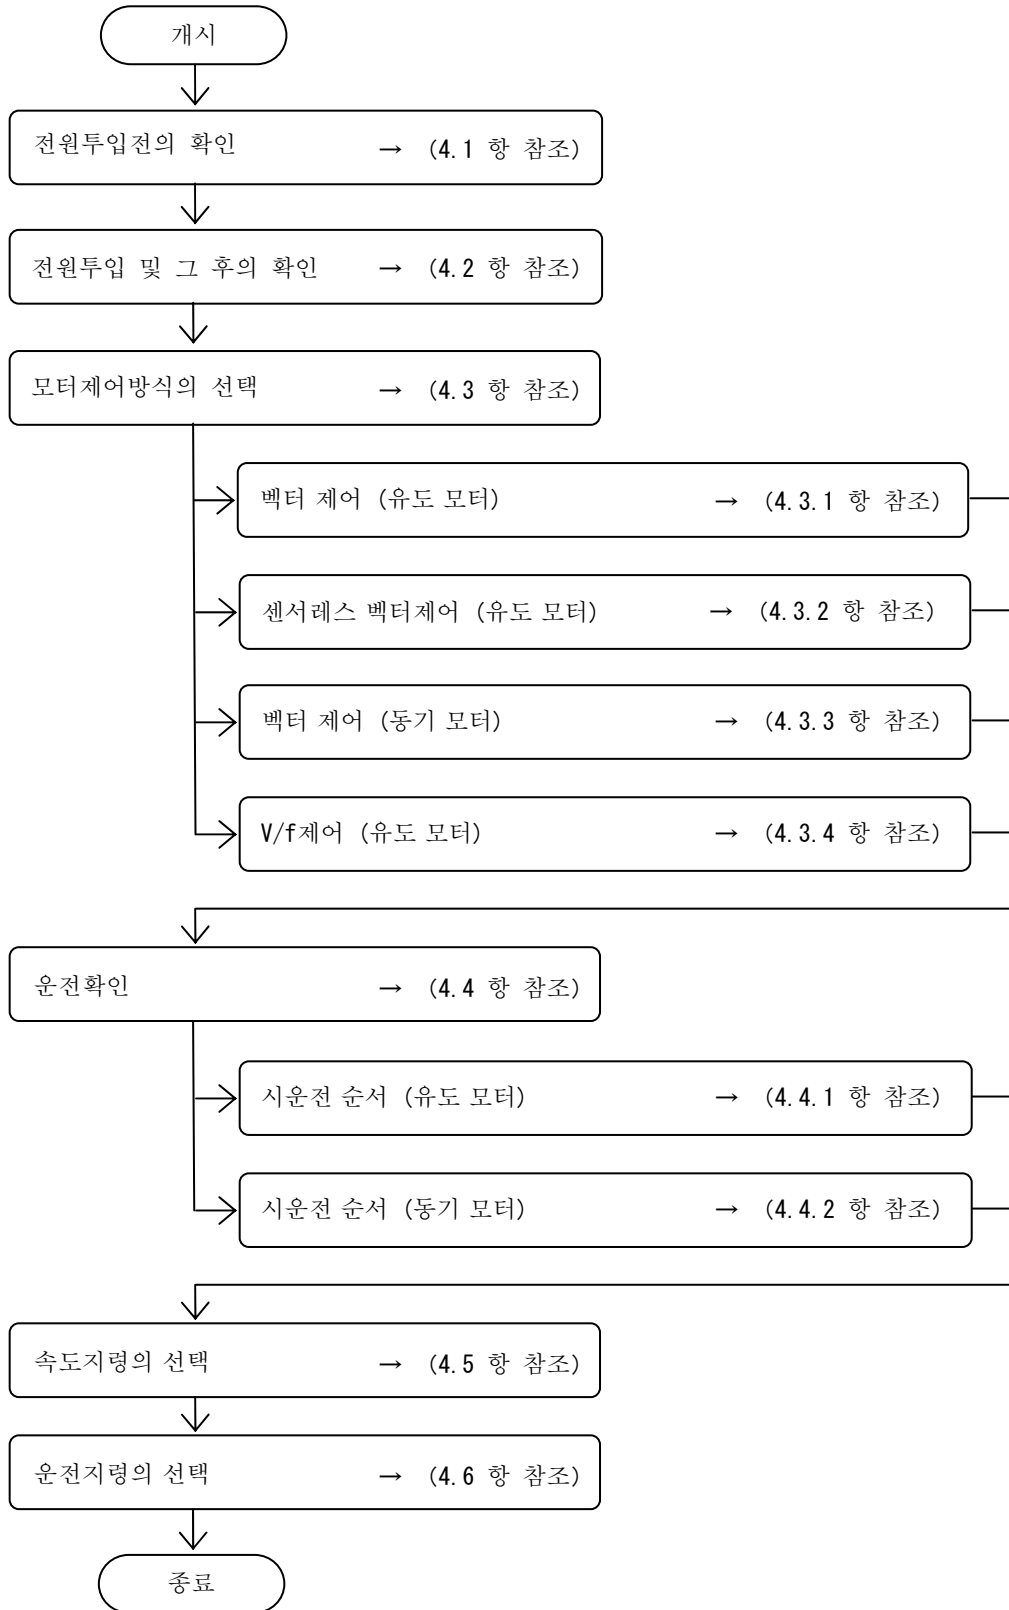 개시
전원투입전의 확인 → (4.1 항 참조)
전원투입 및 그 후의 확인 → (4.2 항 참조)
모터제어방식의 선택 → (4.3 항 참조)
벡터 제어 (유도 모터) → (4.3.1 항 참조)
센서레스 벡터제어 (유도 모터) → (4.3.2 항 참조)
벡터 제어 (동기 모터) → (4.3.3 항 참조)
V/f제어 (유도 모터) → (4.3.4 항 참조)
운전확인 → (4.4 항 참조)
시운전 순서 (유도 모터) → (4.4.1 항 참조)
시운전 순서 (동기 모터) → (4.4.2 항 참조)
속도지령의 선택 → (4.5 항 참조)
운전지령의 선택 → (4.6 항 참조)
종료